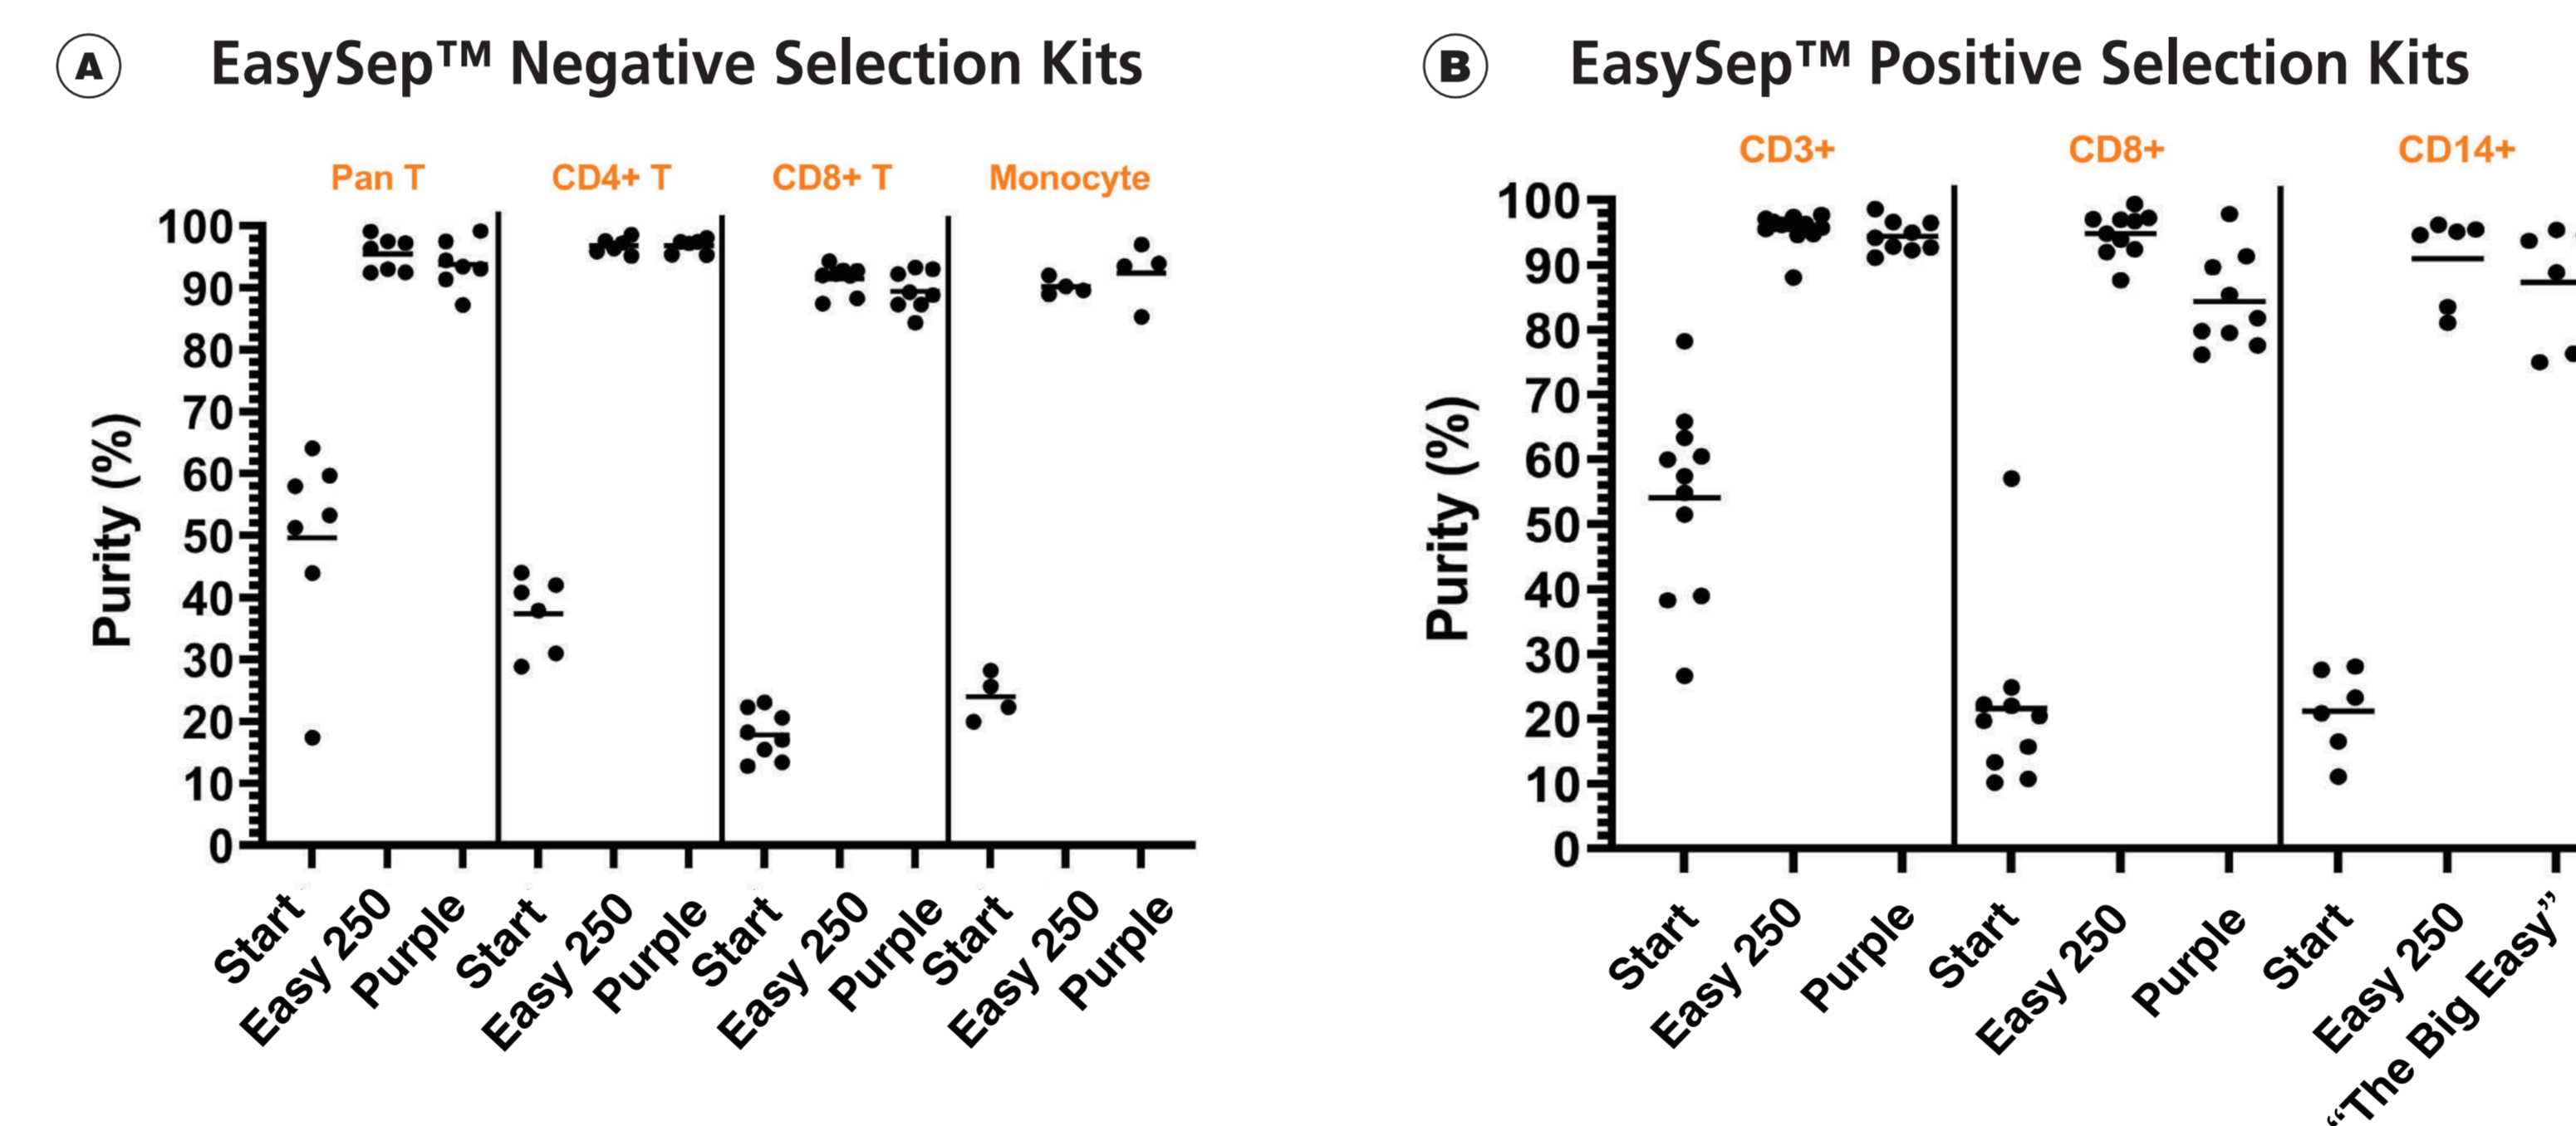 A
EasySep™ Negative Selection Kits
Pan T
CD4+ T
CD8+ T
Monocyte
Purity (%)
100
90
80
70
60
50
40
30
20
10
0
Start
Easy 250
Purple
Start
Easy 250
Purple
Start
Easy 250
Purple
Start
Easy 250
Purple
B
EasySep™ Positive Selection Kits
CD3+
CD8+
CD14+
Purity (%)
100
90
80
70
60
50
40
30
20
10
0
Start
Easy 250
Purple
Start
Easy 250
Purple
Start
Easy 250
“The Big Easy”